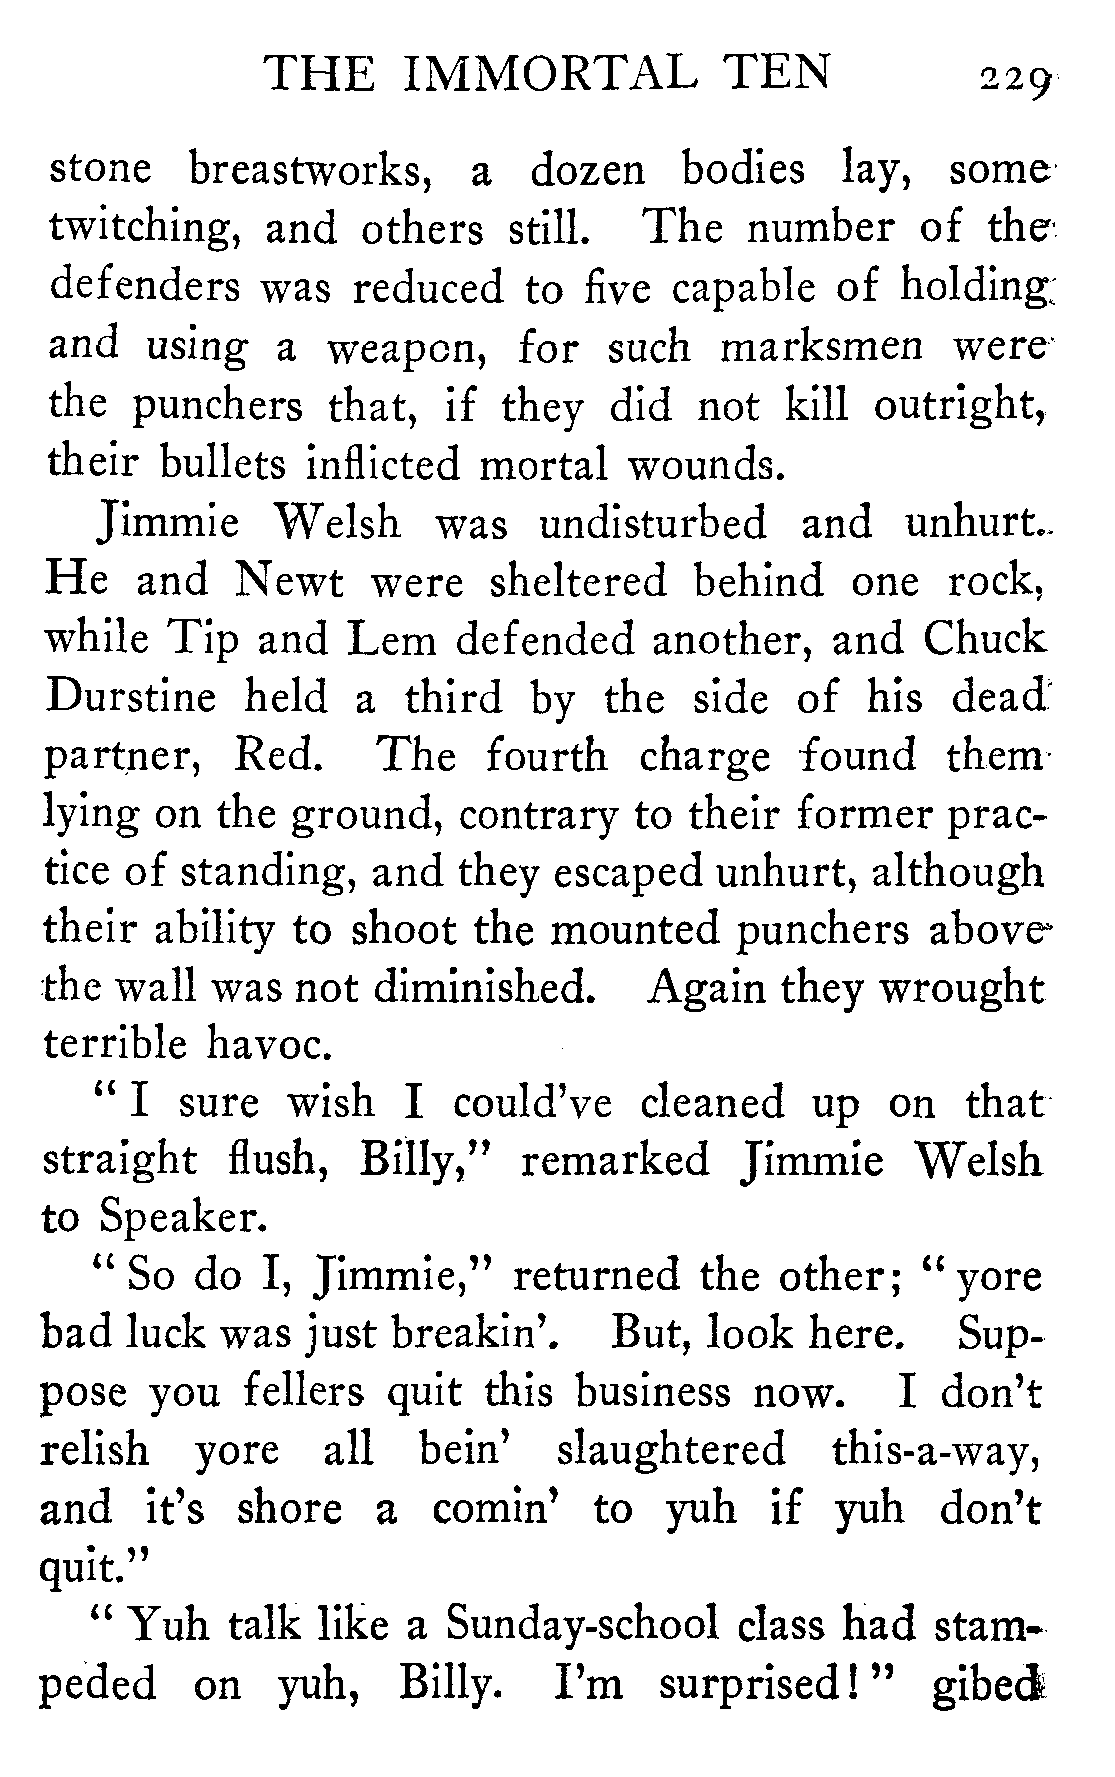 THE IMMORTAL TEN 229
stone breastworks, a dozen bodies lay, some
twitching, and others still. The number of the
defenders was reduced to five capable of holding
and using a weapon, for such marksmen were
the punchers that, if they did not kill outright,
their bullets inflicted mortal wounds.
Jimmie Welsh was undisturbed and unhurt.
He and Newt were sheltered behind one rock,
while Tip and Lem defended another, and Chuck
Durstine held a third by the side of his dead
partner, Red. The fourth charge found them
lying on the ground, contrary to their former prac-
tice of standing, and they escaped unhurt, although
their ability to shoot the mounted punchers above
the wall was not diminished. Again they wrought
terrible havoc.
"I sure wish I could've cleaned up on that
straight flush, Billy," remarked Jimmie Welsh
to Speaker.
"So do I, Jimmie," returned the other; "yore
bad luck was just breakin'. But, look here. Sup-
pose you fellers quit this business now. I don't
relish yore all bein' slaughtered this-a-way,
and it's shore a comin' to yuh if yuh don't
quit."
"Yuh talk like a Sunday-school class had stam-
peded on yuh, Billy. I'm surprised!" gibed